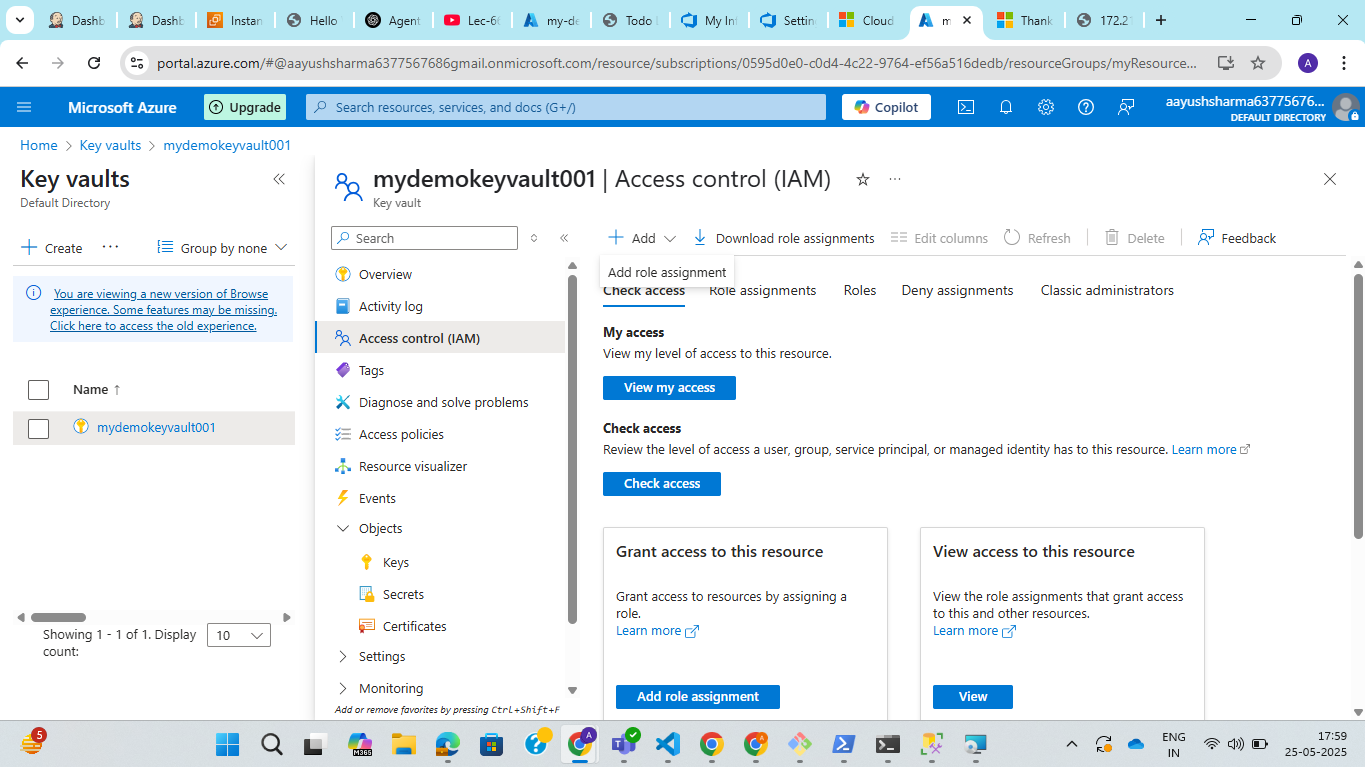 Dashb
Dashb
Instan
Hello
Agent
Lec-6
my-de
Todo
My In
Settin
Cloud
m
Thank
172.2
portal.azure.com/#@aayushsharma6377567686gmail.onmicrosoft.com/resource/subscriptions/0595d0e0-c0d4-4c22-9764-ef56a516dedb/resourceGroups/myResource...
A
Microsoft Azure
Upgrade
Search resources, services, and docs (G+/)
Copilot
aayushsharma63775676...
DEFAULT DIRECTORY
Home > Key vaults > mydemokeyvault001
Key vaults
Default Directory
Create
Group by none
You are viewing a new version of Browse
experience. Some features may be missing.
Click here to access the old experience.
Name ↑
mydemokeyvault001
Showing 1 - 1 of 1. Display
count:
10
mydemokeyvault001 | Access control (IAM)
Key vault
Search
Overview
Activity log
Access control (IAM)
Tags
Diagnose and solve problems
Access policies
Resource visualizer
Events
Objects
Keys
Secrets
Certificates
Settings
Monitoring
Add or remove favorites by pressing Ctrl+Shift+F
Add
Download role assignments
Edit columns
Refresh
Delete
Feedback
Add role assignment
Check access
Role assignments
Roles
Deny assignments
Classic administrators
My access
View my level of access to this resource.
View my access
Check access
Review the level of access a user, group, service principal, or managed identity has to this resource. Learn more
Check access
Grant access to this resource
Grant access to resources by assigning a
role.
Learn more
Add role assignment
View access to this resource
View the role assignments that grant access
to this and other resources.
Learn more
View
5
M365
A
ENG
IN
17:59
25-05-2025